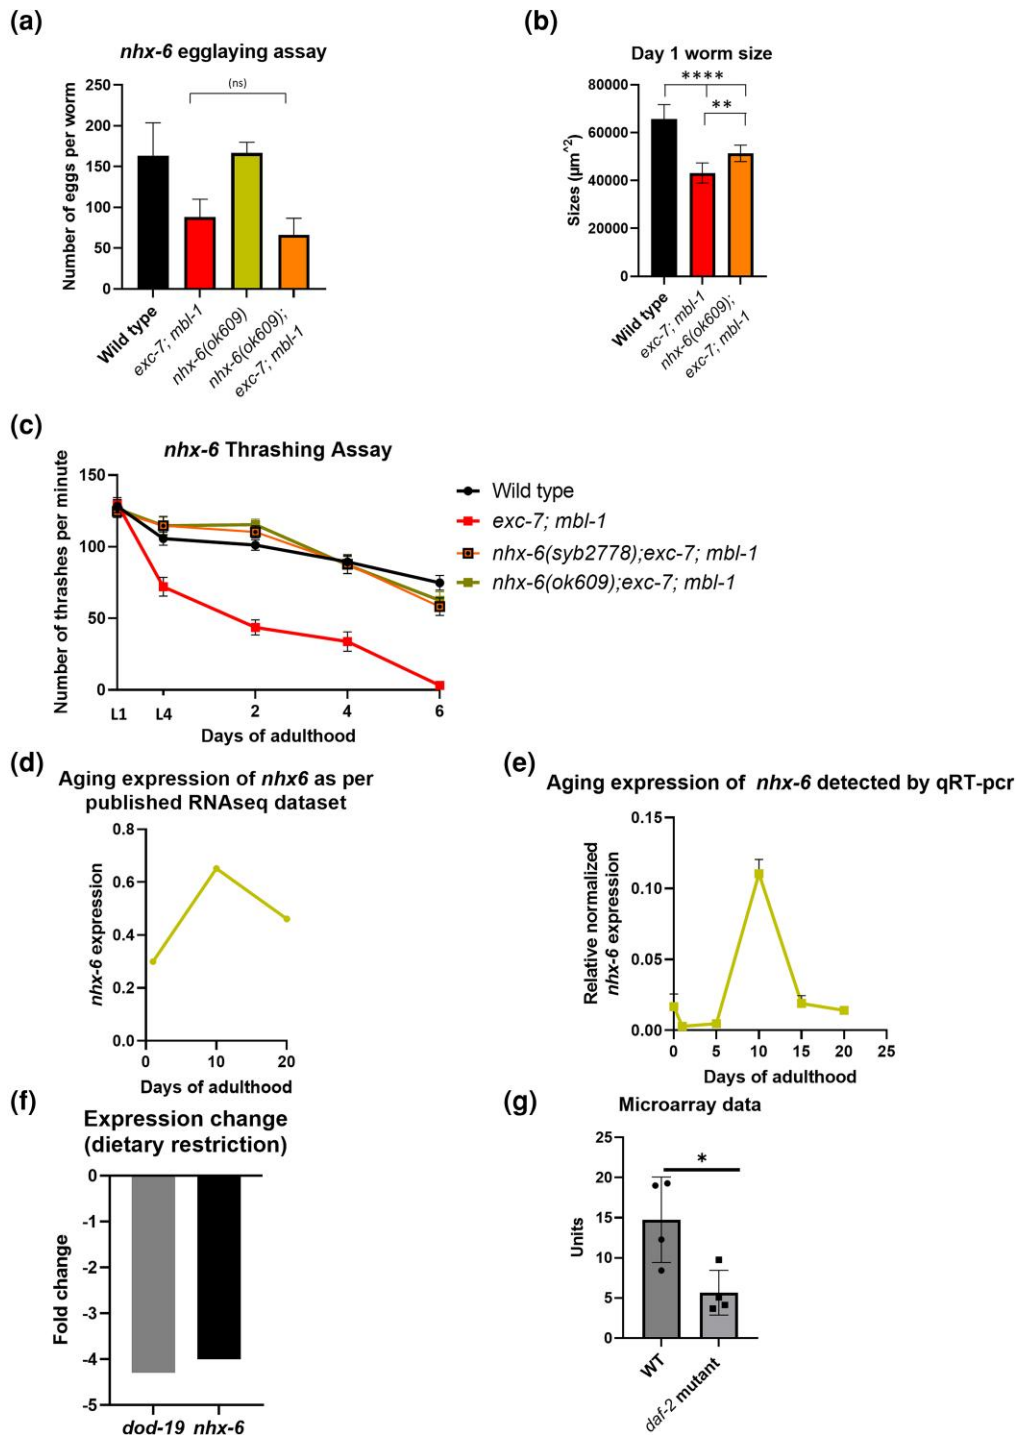 (a)
nhx-6 egglaying assay
Number of eggs per worm
250
200
150
100
50
0
(ns)
Wild type
exc-7; mbl-1
nhx-6(ok609)
nhx-6(ok609);
exc-7; mbl-1
(b)
Day 1 worm size
Sizes (µm^2)
80000
60000
40000
20000
0
****
**
Wild type
exc-7; mbl-1
nhx-6(ok609);
exc-7; mbl-1
(c)
nhx-6 Thrashing Assay
Number of thrashes per minute
150
100
50
0
L1
L4
2
4
6
Days of adulthood
Wild type
exc-7; mbl-1
nhx-6(syb2778);exc-7; mbl-1
nhx-6(ok609);exc-7; mbl-1
(d)
Aging expression of nhx6 as per
published RNAseq dataset
nhx-6 expression
0.8
0.6
0.4
0.2
0.0
0
10
20
Days of adulthood
(e)
Aging expression of nhx-6 detected by qRT-pcr
Relative normalized
nhx-6 expression
0.15
0.10
0.05
0.00
0
5
10
15
20
25
Days of adulthood
(f)
Expression change
(dietary restriction)
Fold change
0
-1
-2
-3
-4
-5
dod-19
nhx-6
(g)
Microarray data
Units
25
20
15
10
5
0
*
WT
daf-2 mutant